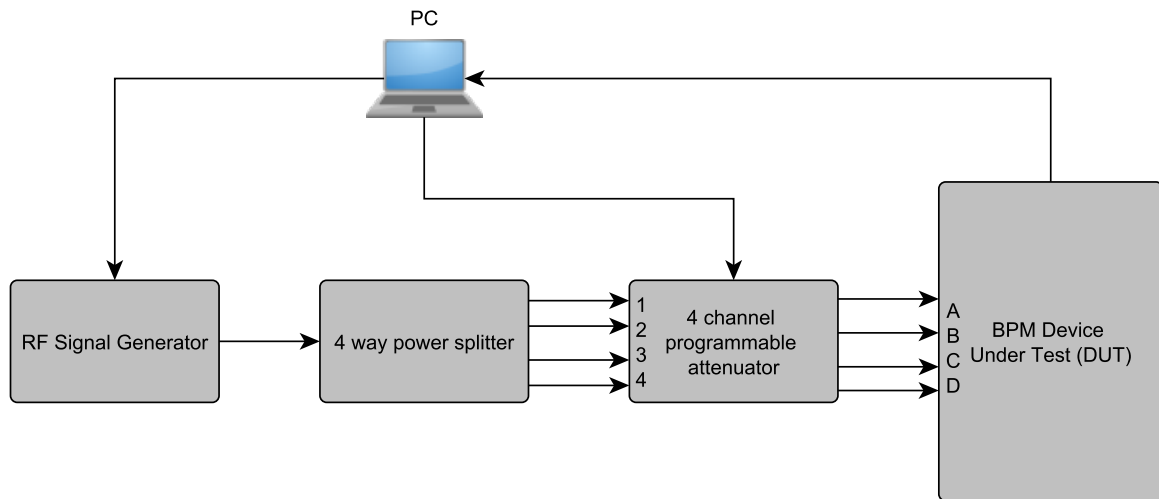 PC
RF Signal Generator
4 way power splitter
1
2
3
4
4 channel
programmable
attenuator
A
B
C
D
BPM Device
Under Test (DUT)